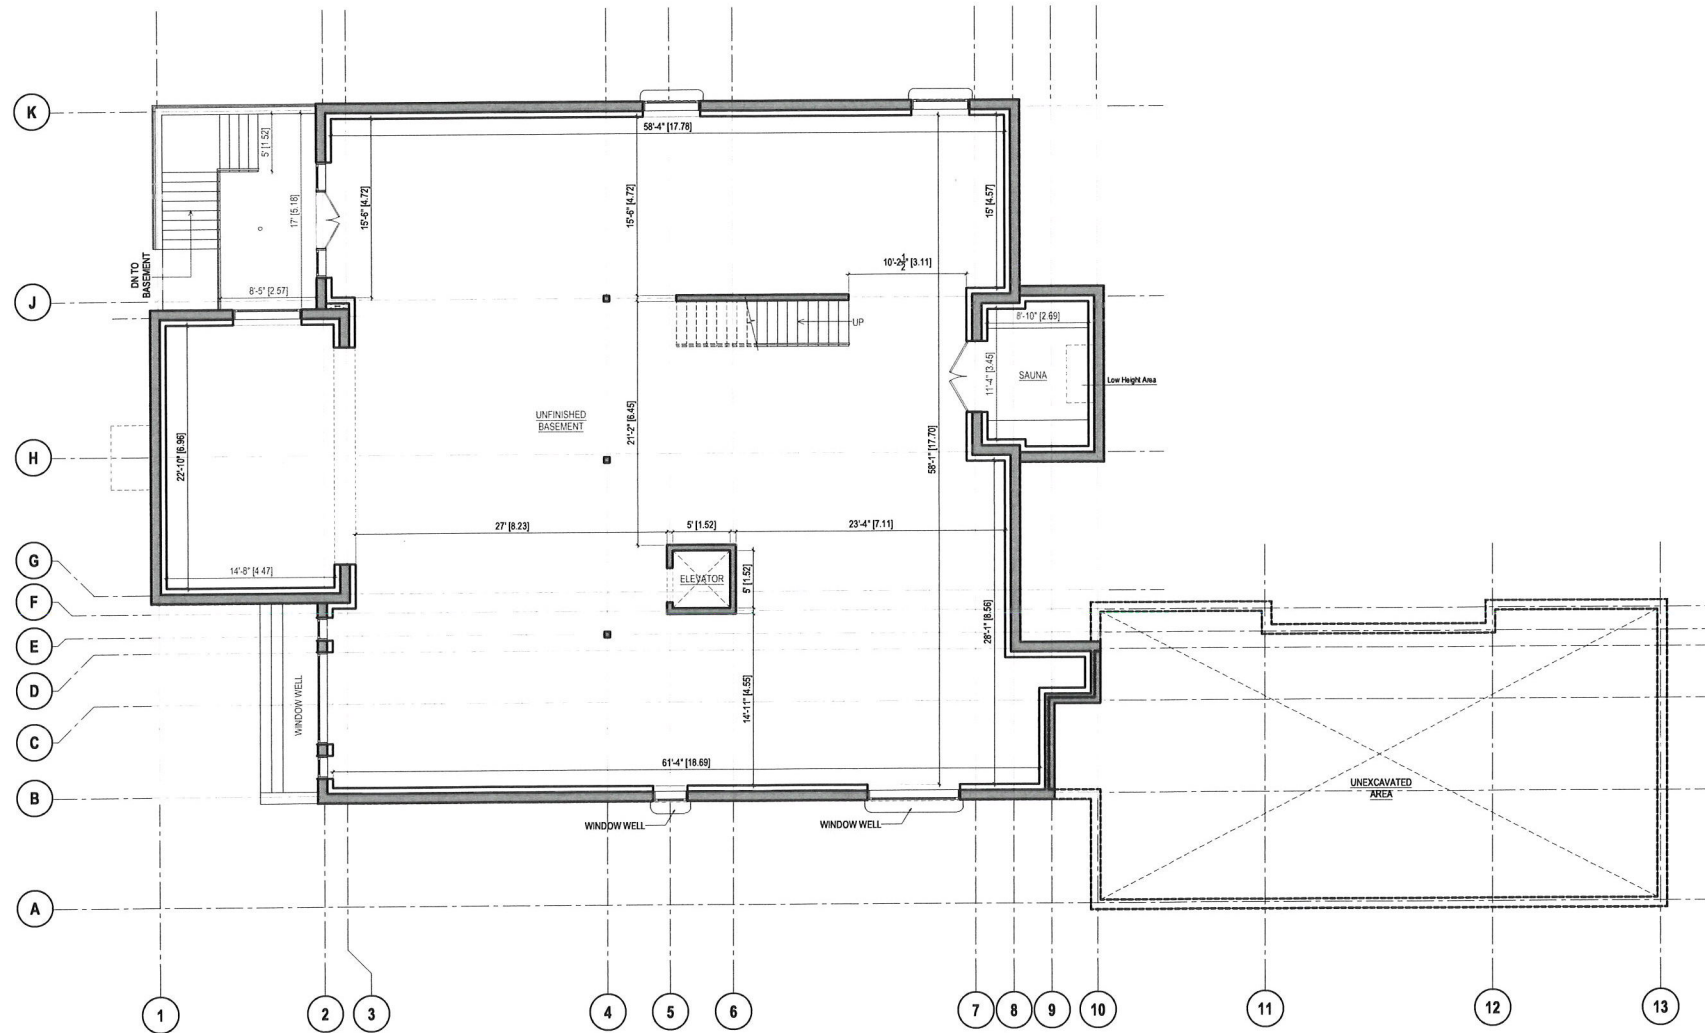 K
58'-4" [17.78]
5' [1.52]
17' [5.18]
15'-6" [4.72]
15'-6" [4.72]
15' [4.57]
DN TO
BASEMENT
8'-5" [2.57]
10'-2 1/2" [3.11]
J
UP
8'-10" [2.69]
11'-4" [3.45]
SAUNA
Low Height Area
UNFINISHED
BASEMENT
21'-2" [6.45]
H
22'-10" [6.96]
58'-1" [17.70]
27' [8.23]
5' [1.52]
23'-4" [7.11]
G
14'-8" [4.47]
ELEVATOR
5' [1.52]
F
28'-1" [8.56]
E
D
WINDOW WELL
14'-11" [4.55]
C
61'-4" [18.69]
UNEXCAVATED
AREA
B
WINDOW WELL
WINDOW WELL
A
1
2
3
4
5
6
7
8
9
10
11
12
13